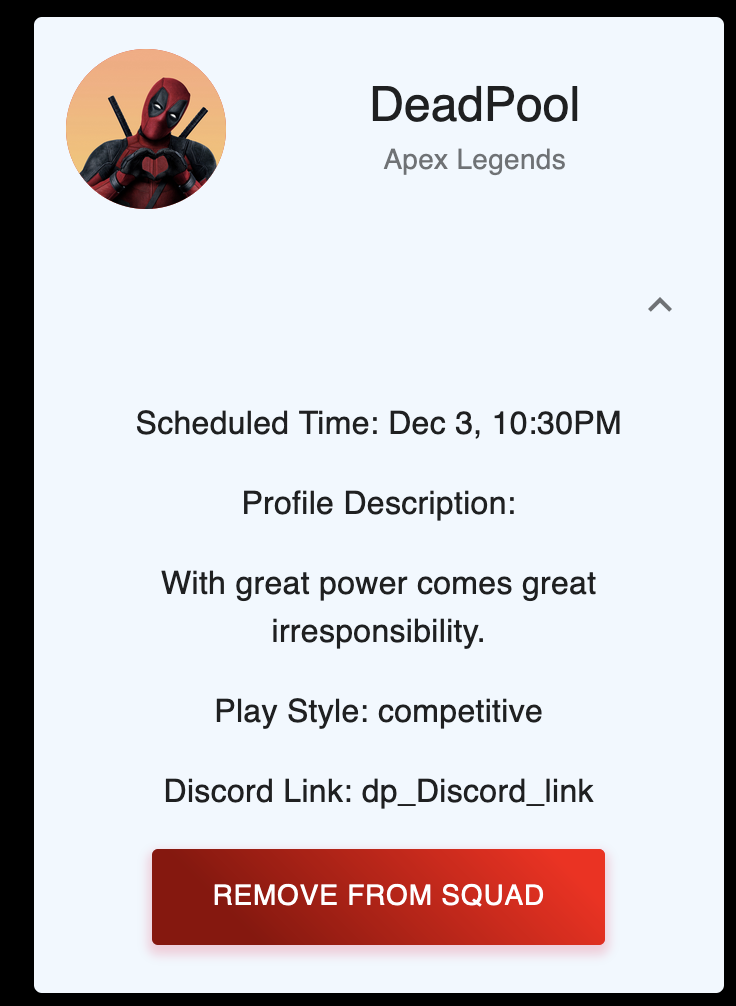 DeadPool
Apex Legends
Scheduled Time: Dec 3, 10:30PM
Profile Description:
With great power comes great
irresponsibility.
Play Style: competitive
Discord Link: dp_Discord_link
REMOVE FROM SQUAD